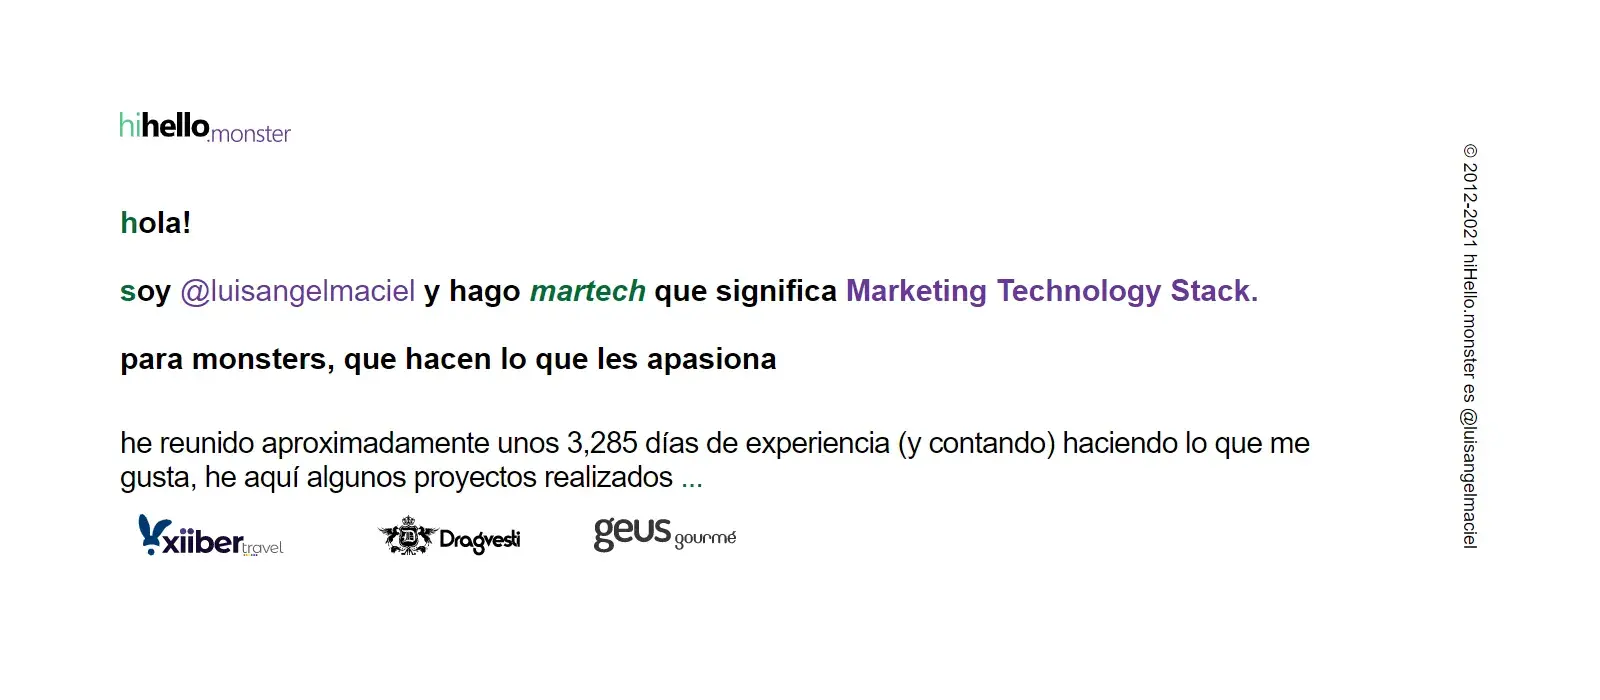 hihello.monster
hola!
soy @luisangelmaciel y hago martech que significa Marketing Technology Stack.
para monsters, que hacen lo que les apasiona
he reunido aproximadamente unos 3,285 días de experiencia (y contando) haciendo lo que me
gusta, he aquí algunos proyectos realizados ...
xiiber travel
Dragvesti
geus gourmé
© 2012-2021 hiHello.monster es @luisangelmaciel